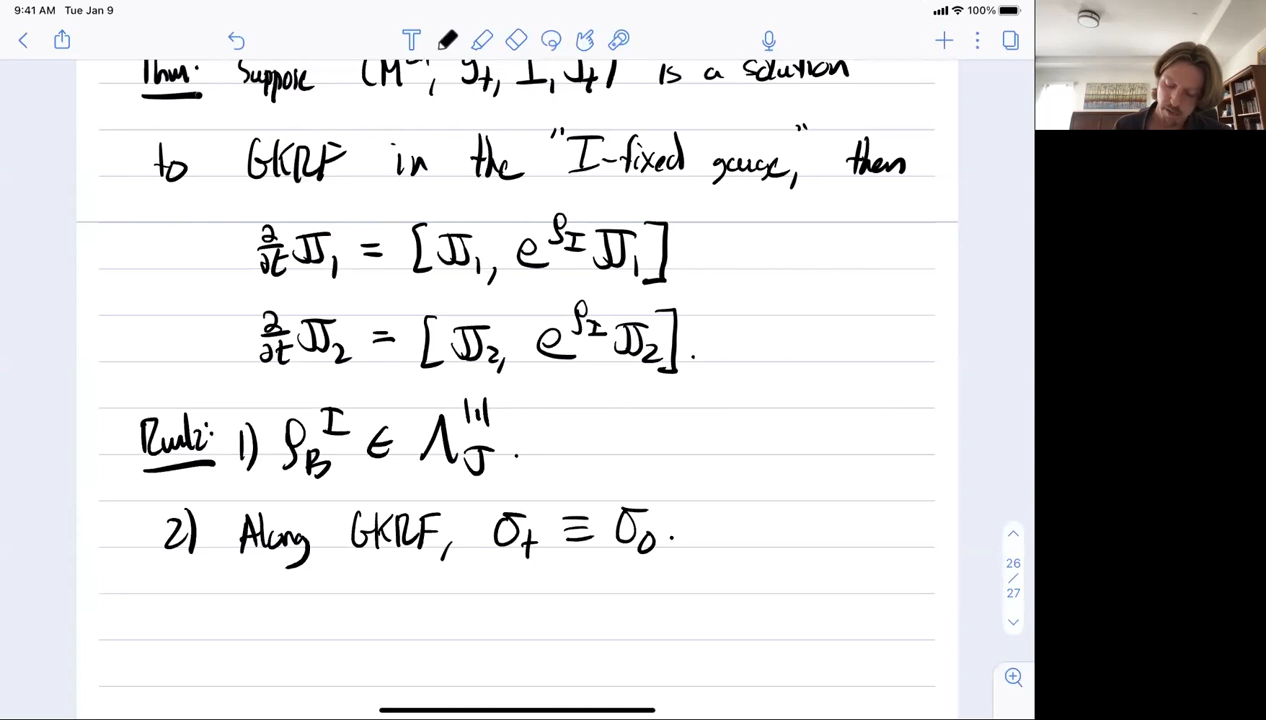 9:41 AM Tue Jan 9
100%
Thm: Suppose (M, g_t, I, J_t) is a solution
to GKRF in the "I-fixed gauge," then
∂/∂t 𝕁_1 = [𝕁_1, e^{ρ_I} 𝕁_1]
∂/∂t 𝕁_2 = [𝕁_2, e^{ρ_I} 𝕁_2].
Rmk: 1) ρ_B^I ∈ Λ_J^{1,1}.
2) Along GKRF, σ_t ≡ σ_0.
26
/
27